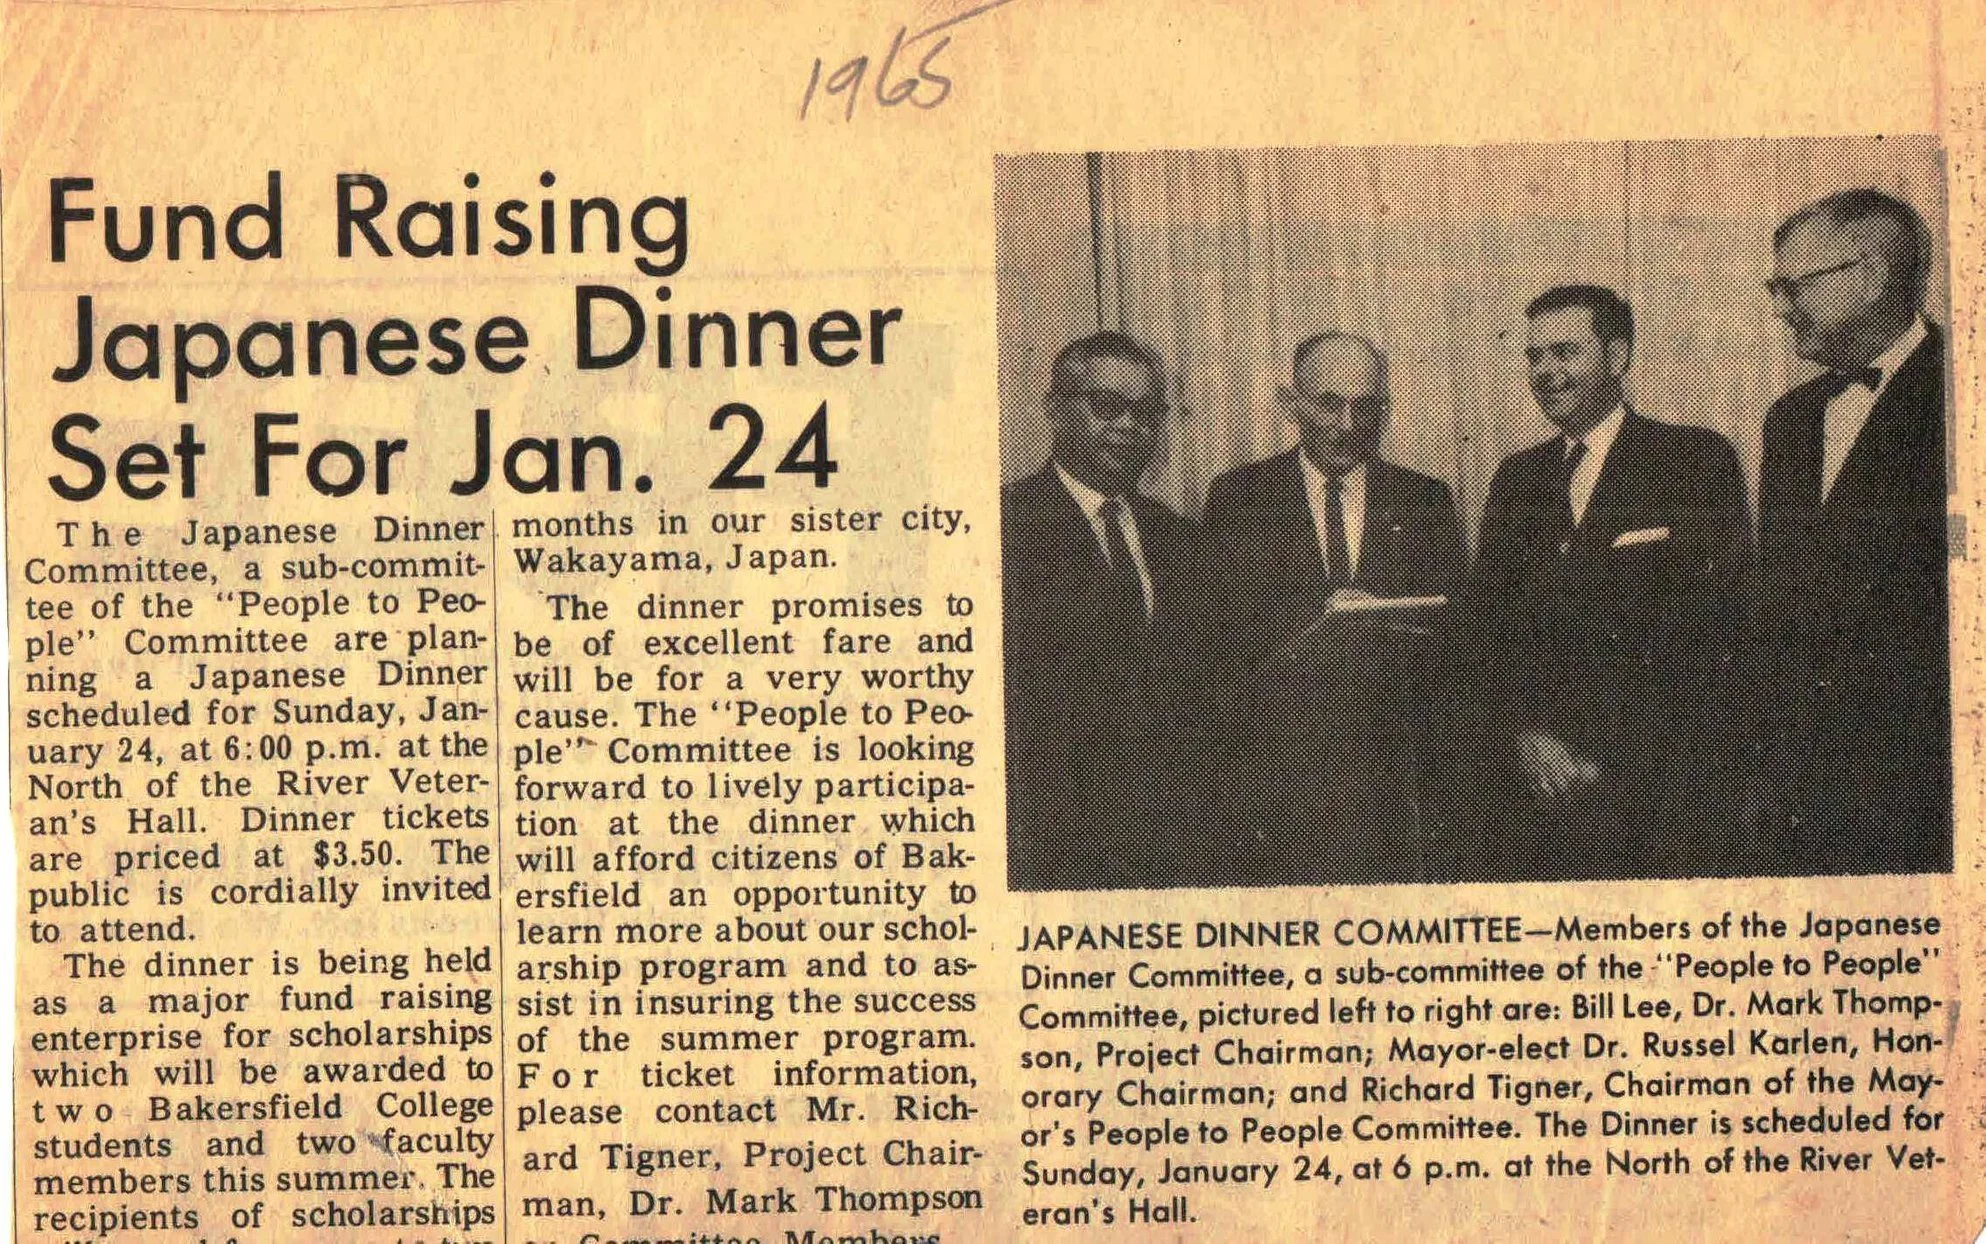 1965
Fund Raising
Japanese Dinner
Set For Jan. 24
The Japanese Dinner
Committee, a sub-commit-
tee of the "People to Peo-
ple" Committee are plan-
ning a Japanese Dinner
scheduled for Sunday, Jan-
uary 24, at 6:00 p.m. at the
North of the River Veter-
an's Hall. Dinner tickets
are priced at $3.50. The
public is cordially invited
to attend.
The dinner is being held
as a major fund raising
enterprise for scholarships
which will be awarded to
two Bakersfield College
students and two faculty
members this summer. The
recipients of scholarships
months in our sister city,
Wakayama, Japan.
The dinner promises to
be of excellent fare and
will be for a very worthy
cause. The "People to Peo-
ple" Committee is looking
forward to lively participa-
tion at the dinner which
will afford citizens of Bak-
ersfield an opportunity to
learn more about our schol-
arship program and to as-
sist in insuring the success
of the summer program.
For ticket information,
please contact Mr. Rich-
ard Tigner, Project Chair-
man, Dr. Mark Thompson
or Committee Members
JAPANESE DINNER COMMITTEE—Members of the Japanese
Dinner Committee, a sub-committee of the "People to People"
Committee, pictured left to right are: Bill Lee, Dr. Mark Thomp-
son, Project Chairman; Mayor-elect Dr. Russel Karlen, Hon-
orary Chairman; and Richard Tigner, Chairman of the May-
or's People to People Committee. The Dinner is scheduled for
Sunday, January 24, at 6 p.m. at the North of the River Vet-
eran's Hall.